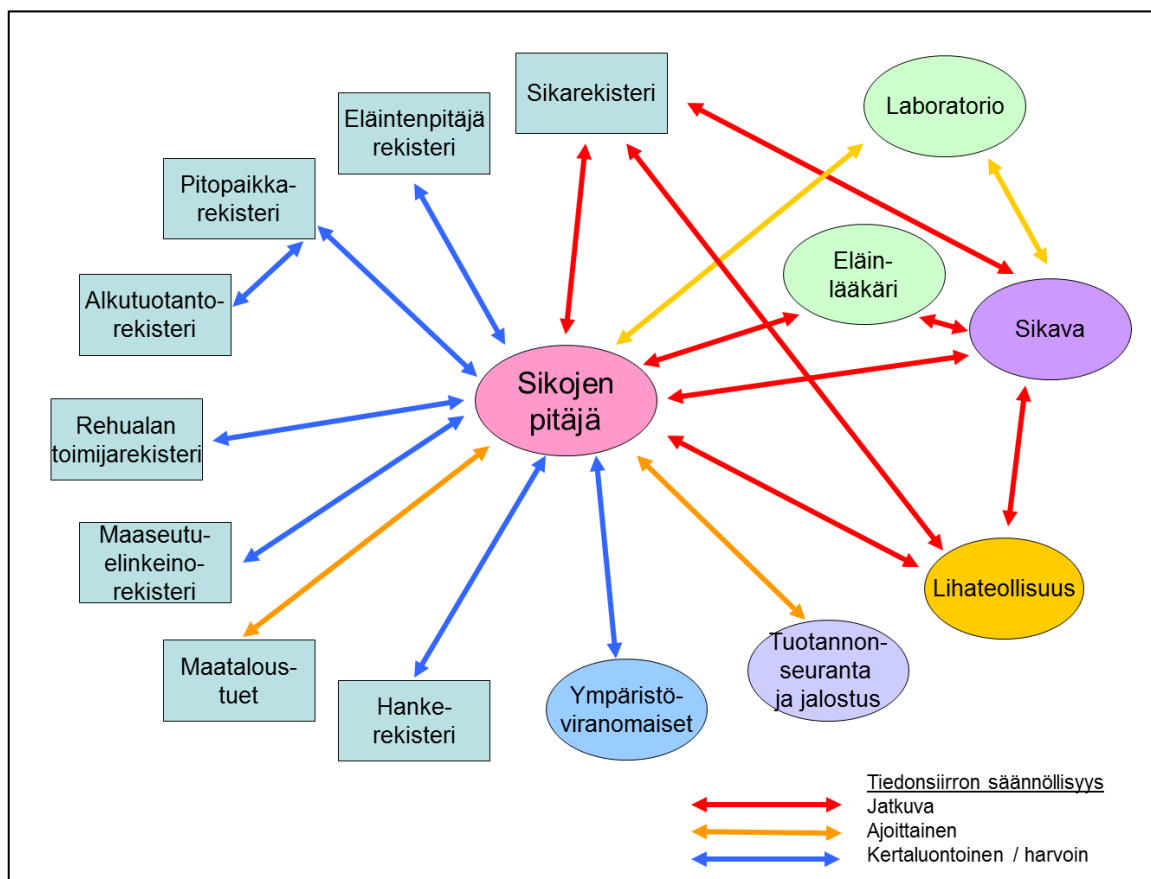 Sikarekisteri
Laboratorio
Eläintenpitäjä
rekisteri
Pitopaikka-
rekisteri
Eläin-
lääkäri
Alkutuotanto-
rekisteri
Sikava
Sikojen
pitäjä
Rehualan
toimijarekisteri
Maaseutu-
elinkeino-
rekisteri
Lihateollisuus
Maatalous-
tuet
Hanke-
rekisteri
Ympäristö-
viranomaiset
Tuotannon-
seuranta
ja jalostus
Tiedonsiirron säännöllisyys
Jatkuva
Ajoittainen
Kertaluontoinen / harvoin